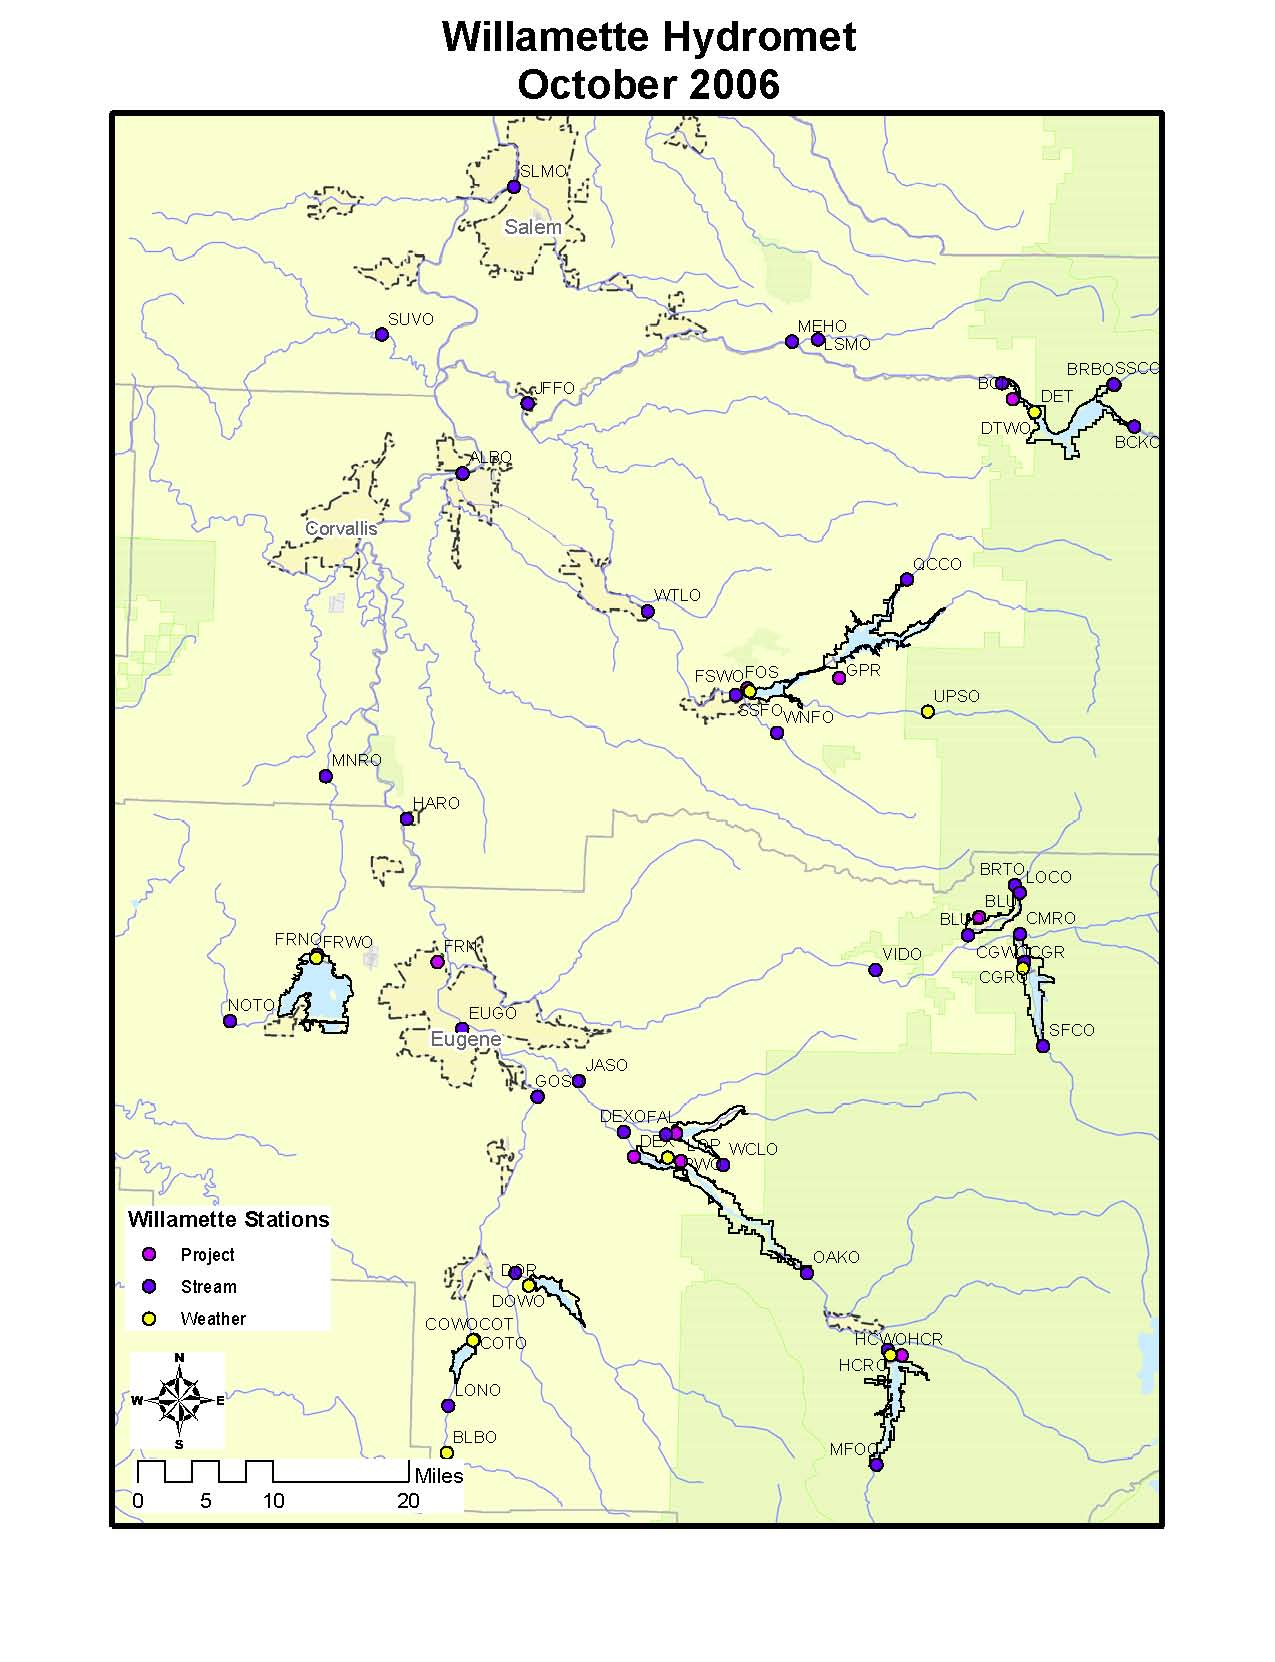 Willamette Hydromet
October 2006
SLMO
Salem
SUVO
MEHO
LSMO
BRBO
SSCO
DET
JFFO
DTWO
BCKO
ALBO
Corvallis
QCCO
WTLO
FSWO
FOS
GPR
UPSO
SSFO
WNFO
MNRO
HARO
BRTO
LOCO
BLU
BLU
CMRO
FRNO
FRWO
FRN
VIDO
CGR
CGRO
NOTO
EUGO
Eugene
SFCO
JASO
GOS
DEXO
FAL
DEX
LOP
WCLO
Willamette Stations
Project
Stream
Weather
OAKO
DOR
DOWO
COWO
COT
COTO
HCWO
HCR
HCRO
LONO
BLBO
MFOO
N
W
E
S
Miles
0 5 10 20